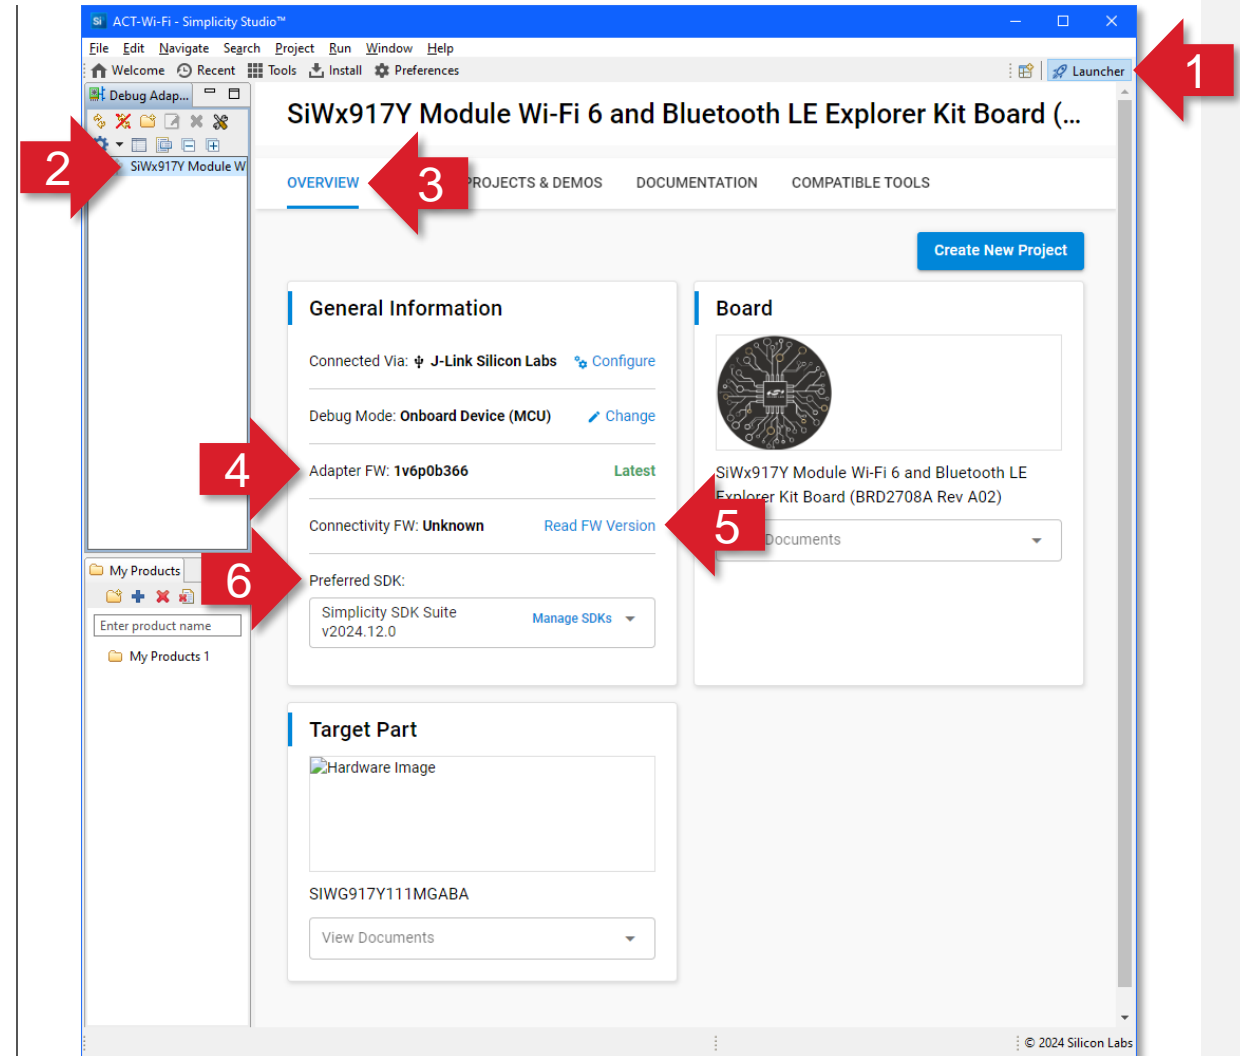 ACT-Wi-Fi - Simplicity Studio™
File Edit Navigate Search Project Run Window Help
Welcome Recent Tools Install Preferences
Launcher
1
Debug Adap...
SiWx917Y Module W
2
SiWx917Y Module Wi-Fi 6 and Bluetooth LE Explorer Kit Board (...
OVERVIEW
3
PROJECTS & DEMOS
DOCUMENTATION
COMPATIBLE TOOLS
Create New Project
General Information
Connected Via: J-Link Silicon Labs Configure
Debug Mode: Onboard Device (MCU) Change
4
Adapter FW: 1v6p0b366 Latest
Connectivity FW: Unknown Read FW Version
5
6
Preferred SDK:
Simplicity SDK Suite
v2024.12.0
Manage SDKs
Board
SiWx917Y Module Wi-Fi 6 and Bluetooth LE
Explorer Kit Board (BRD2708A Rev A02)
Documents
My Products
Enter product name
My Products 1
Target Part
Hardware Image
SIWG917Y111MGABA
View Documents
© 2024 Silicon Labs